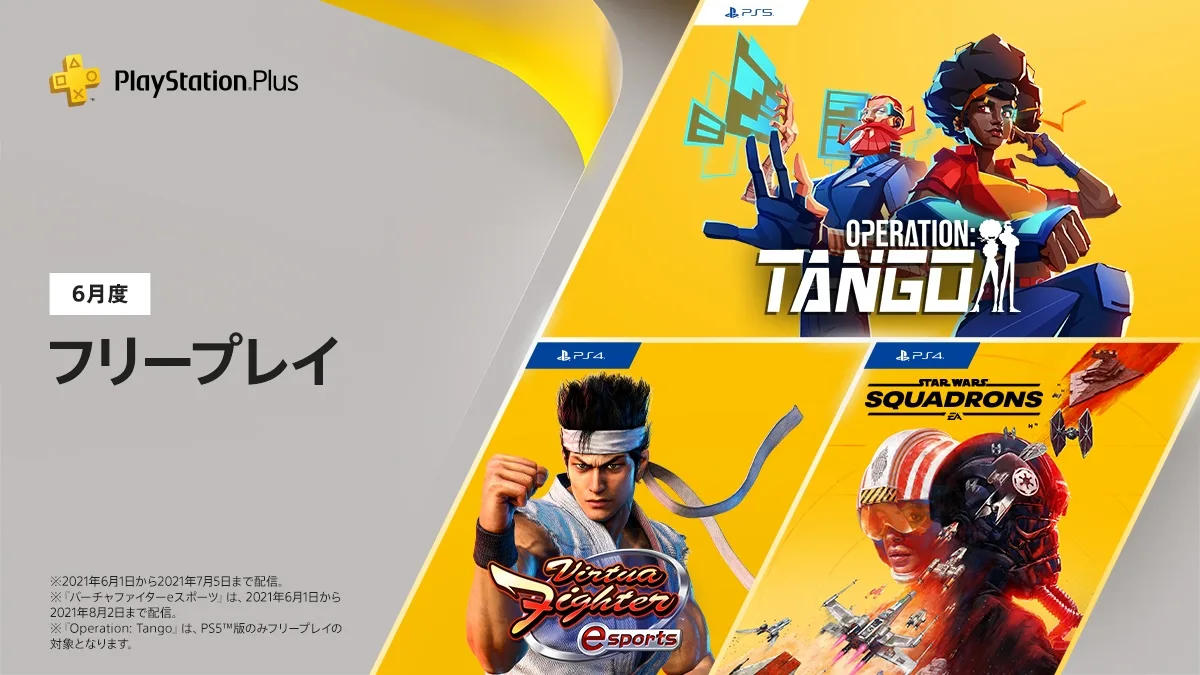 PlayStation®Plus
6月度
フリープレイ
※2021年6月1日から2021年7月5日まで配信。
※『バーチャファイターeスポーツ』は、2021年6月1日から
2021年8月2日まで配信。
※『Operation: Tango』は、PS5™版のみフリープレイの
対象となります。
PS5
OPERATION:
TANGO
PS4
Virtua
Fighter
esports
PS4
STAR WARS
SQUADRONS
EA